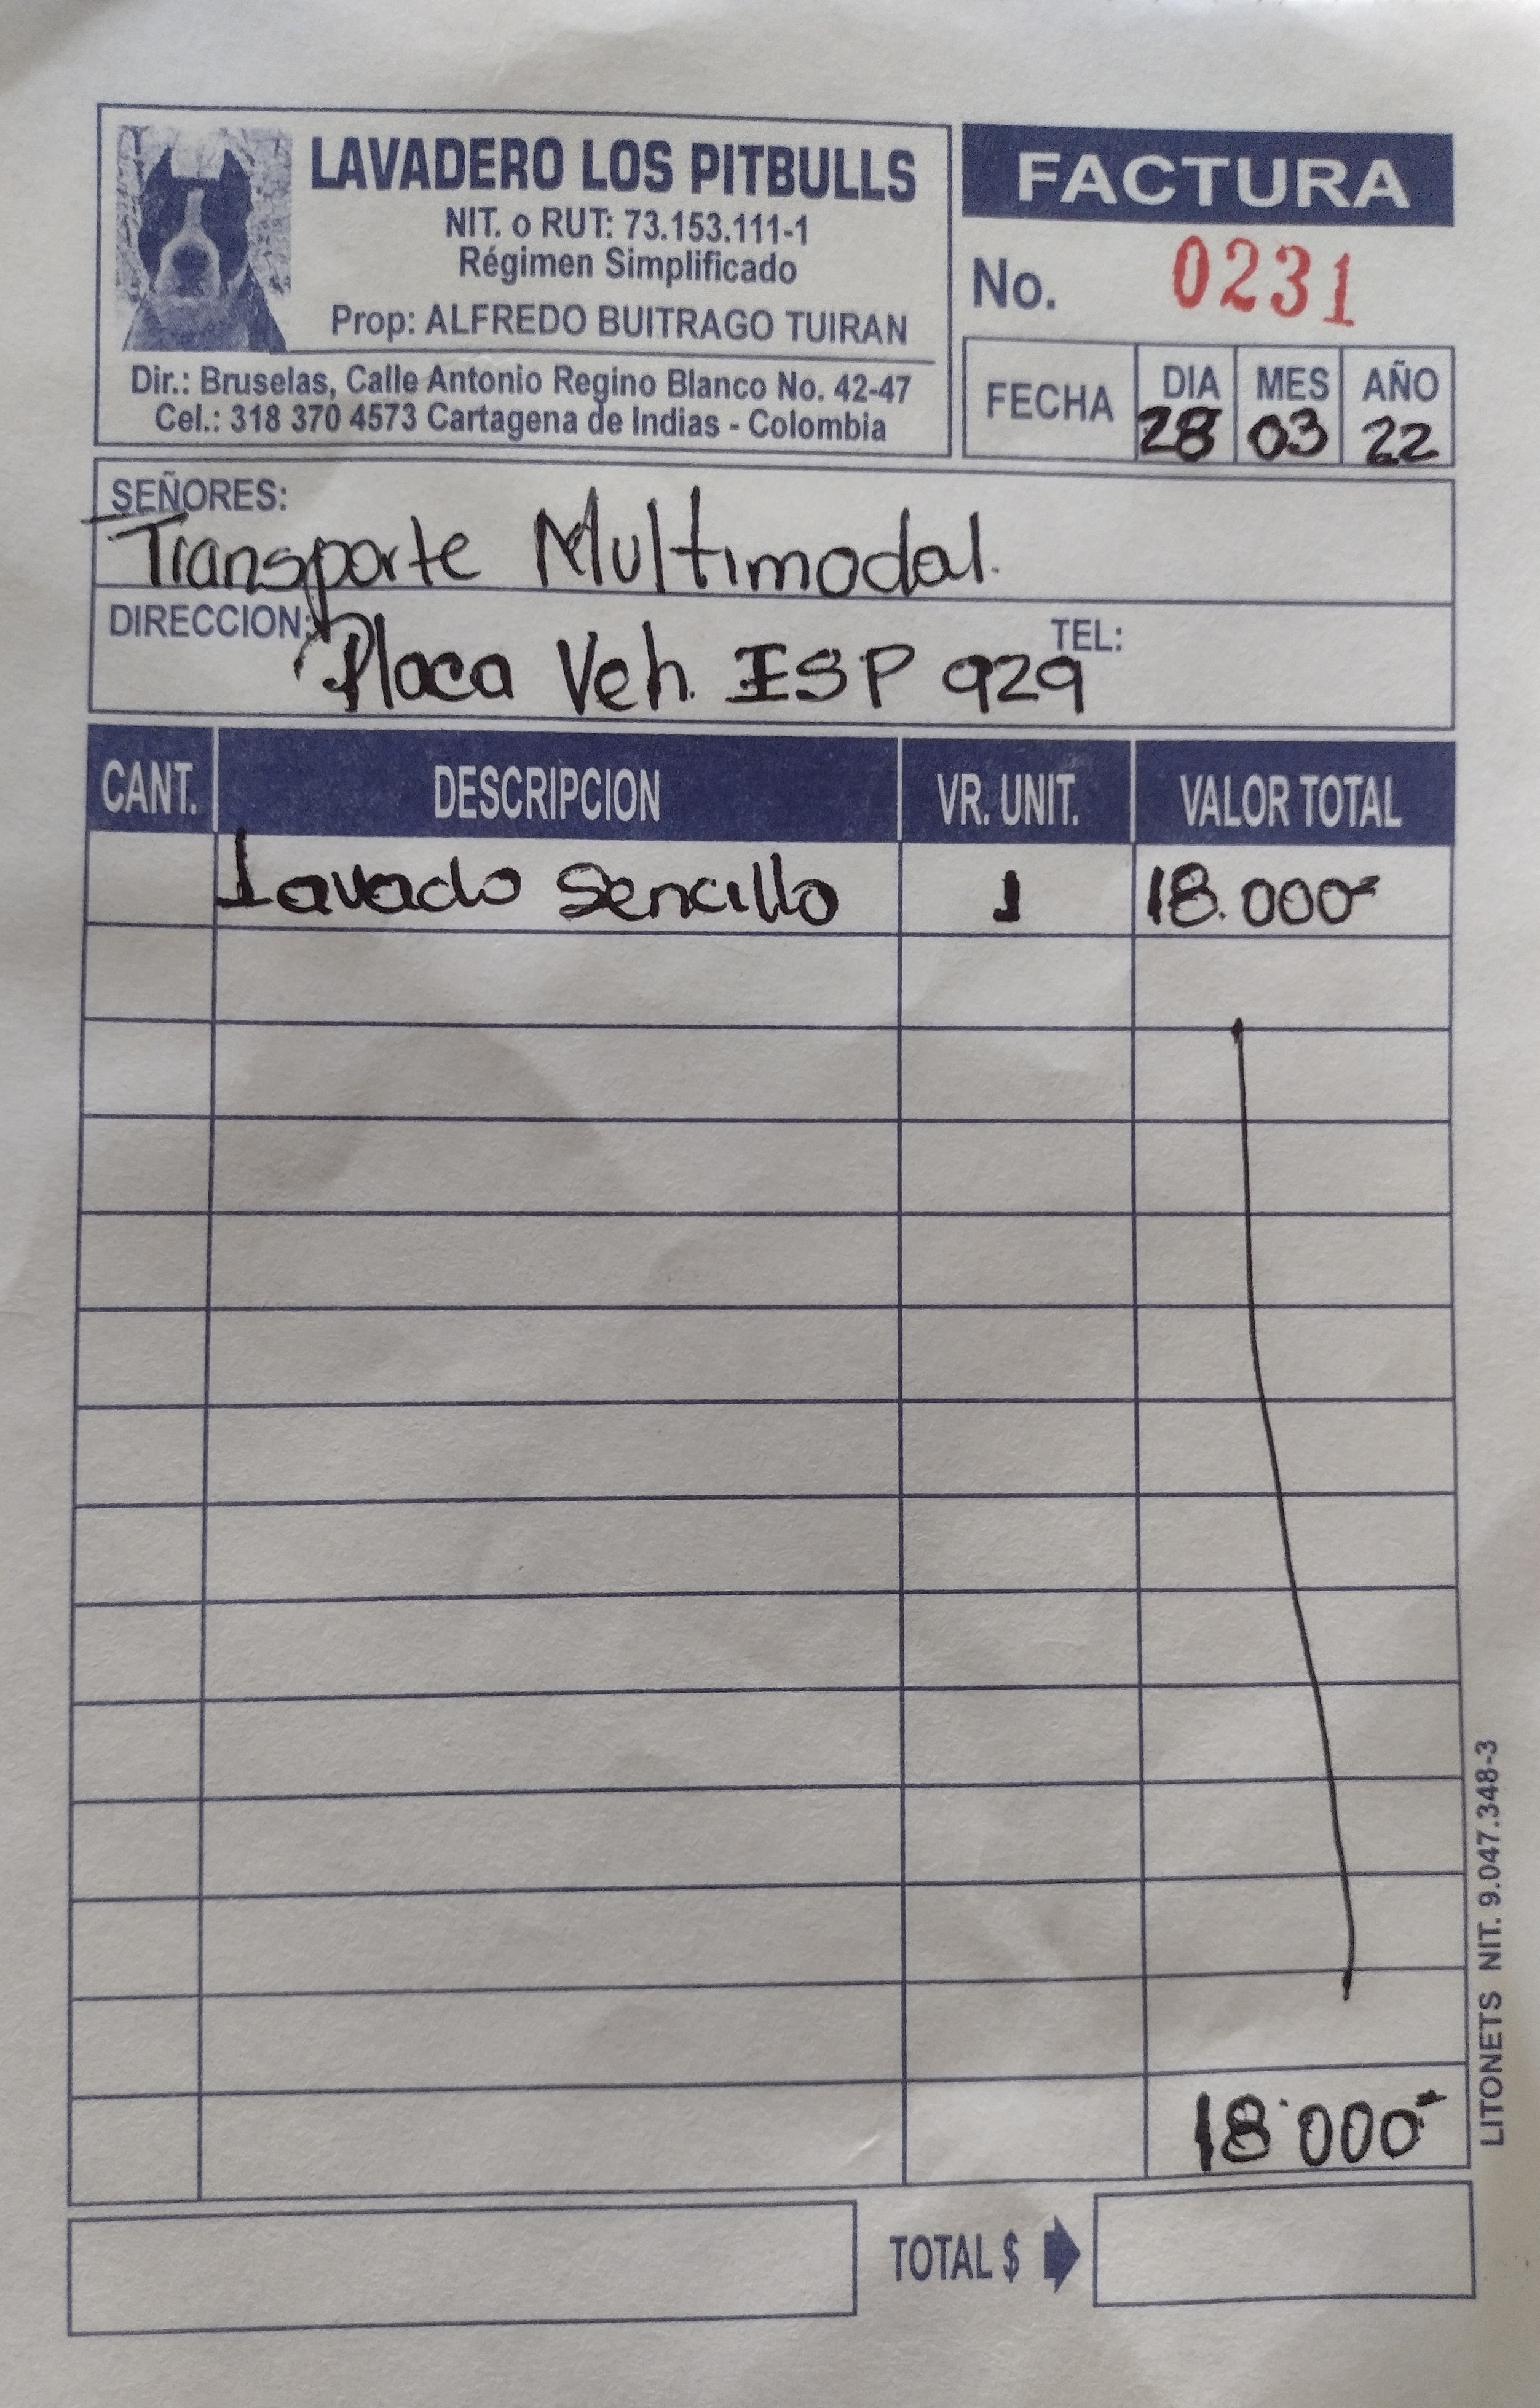 LAVADERO LOS PITBULLS
NIT. o RUT: 73.153.111-1
Régimen Simplificado
Prop: ALFREDO BUITRAGO TUIRAN
Dir.: Bruselas, Calle Antonio Regino Blanco No. 42-47
Cel.: 318 370 4573 Cartagena de Indias - Colombia
FACTURA
No. 0231
FECHA DIA MES AÑO
28 03 22
SEÑORES:
Transporte Multimodal.
DIRECCION: TEL:
Placa Veh. ISP 929
CANT. DESCRIPCION VR. UNIT. VALOR TOTAL
Lavado Sencillo 1 18.000=
18'000=
TOTAL $
LITONETS NIT. 9.047.348-3